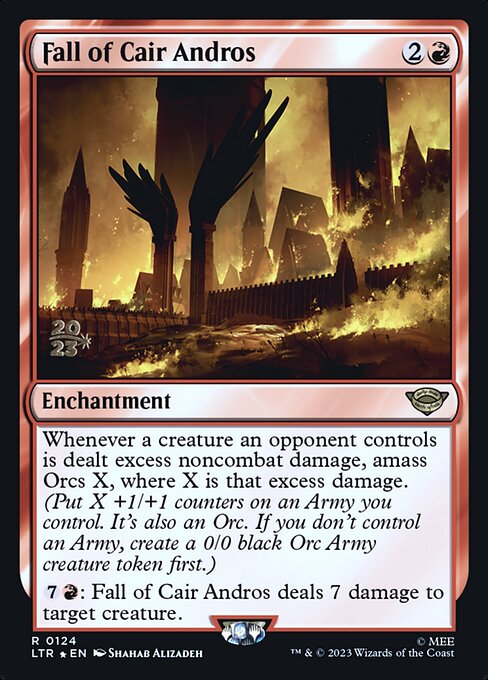 Fall of Cair Andros 2
20
23
Enchantment
Whenever a creature an opponent controls
is dealt excess noncombat damage, amass
Orcs X, where X is that excess damage.
(Put X +1/+1 counters on an Army you
control. It's also an Orc. If you don't control
an Army, create a 0/0 black Orc Army
creature token first.)
7 : Fall of Cair Andros deals 7 damage to
target creature.
R 0124
LTR ★ EN Shahab Alizadeh
© MEE
™ & © 2023 Wizards of the Coast